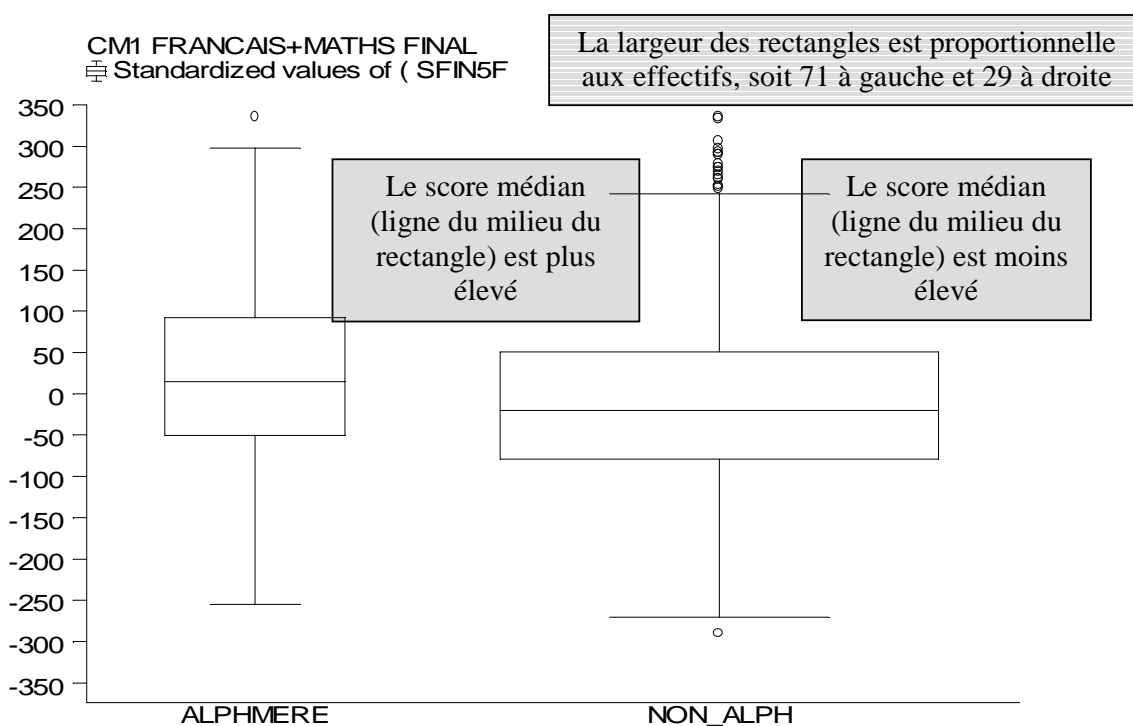 CM1 FRANCAIS+MATHS FINAL
Standardized values of ( SFIN5F
La largeur des rectangles est proportionnelle
aux effectifs, soit 71 à gauche et 29 à droite
350
300
250
200
150
100
50
0
-50
-100
-150
-200
-250
-300
-350
Le score médian
(ligne du milieu du
rectangle) est plus
élevé
Le score médian
(ligne du milieu du
rectangle) est moins
élevé
ALPHMERE
NON_ALPH